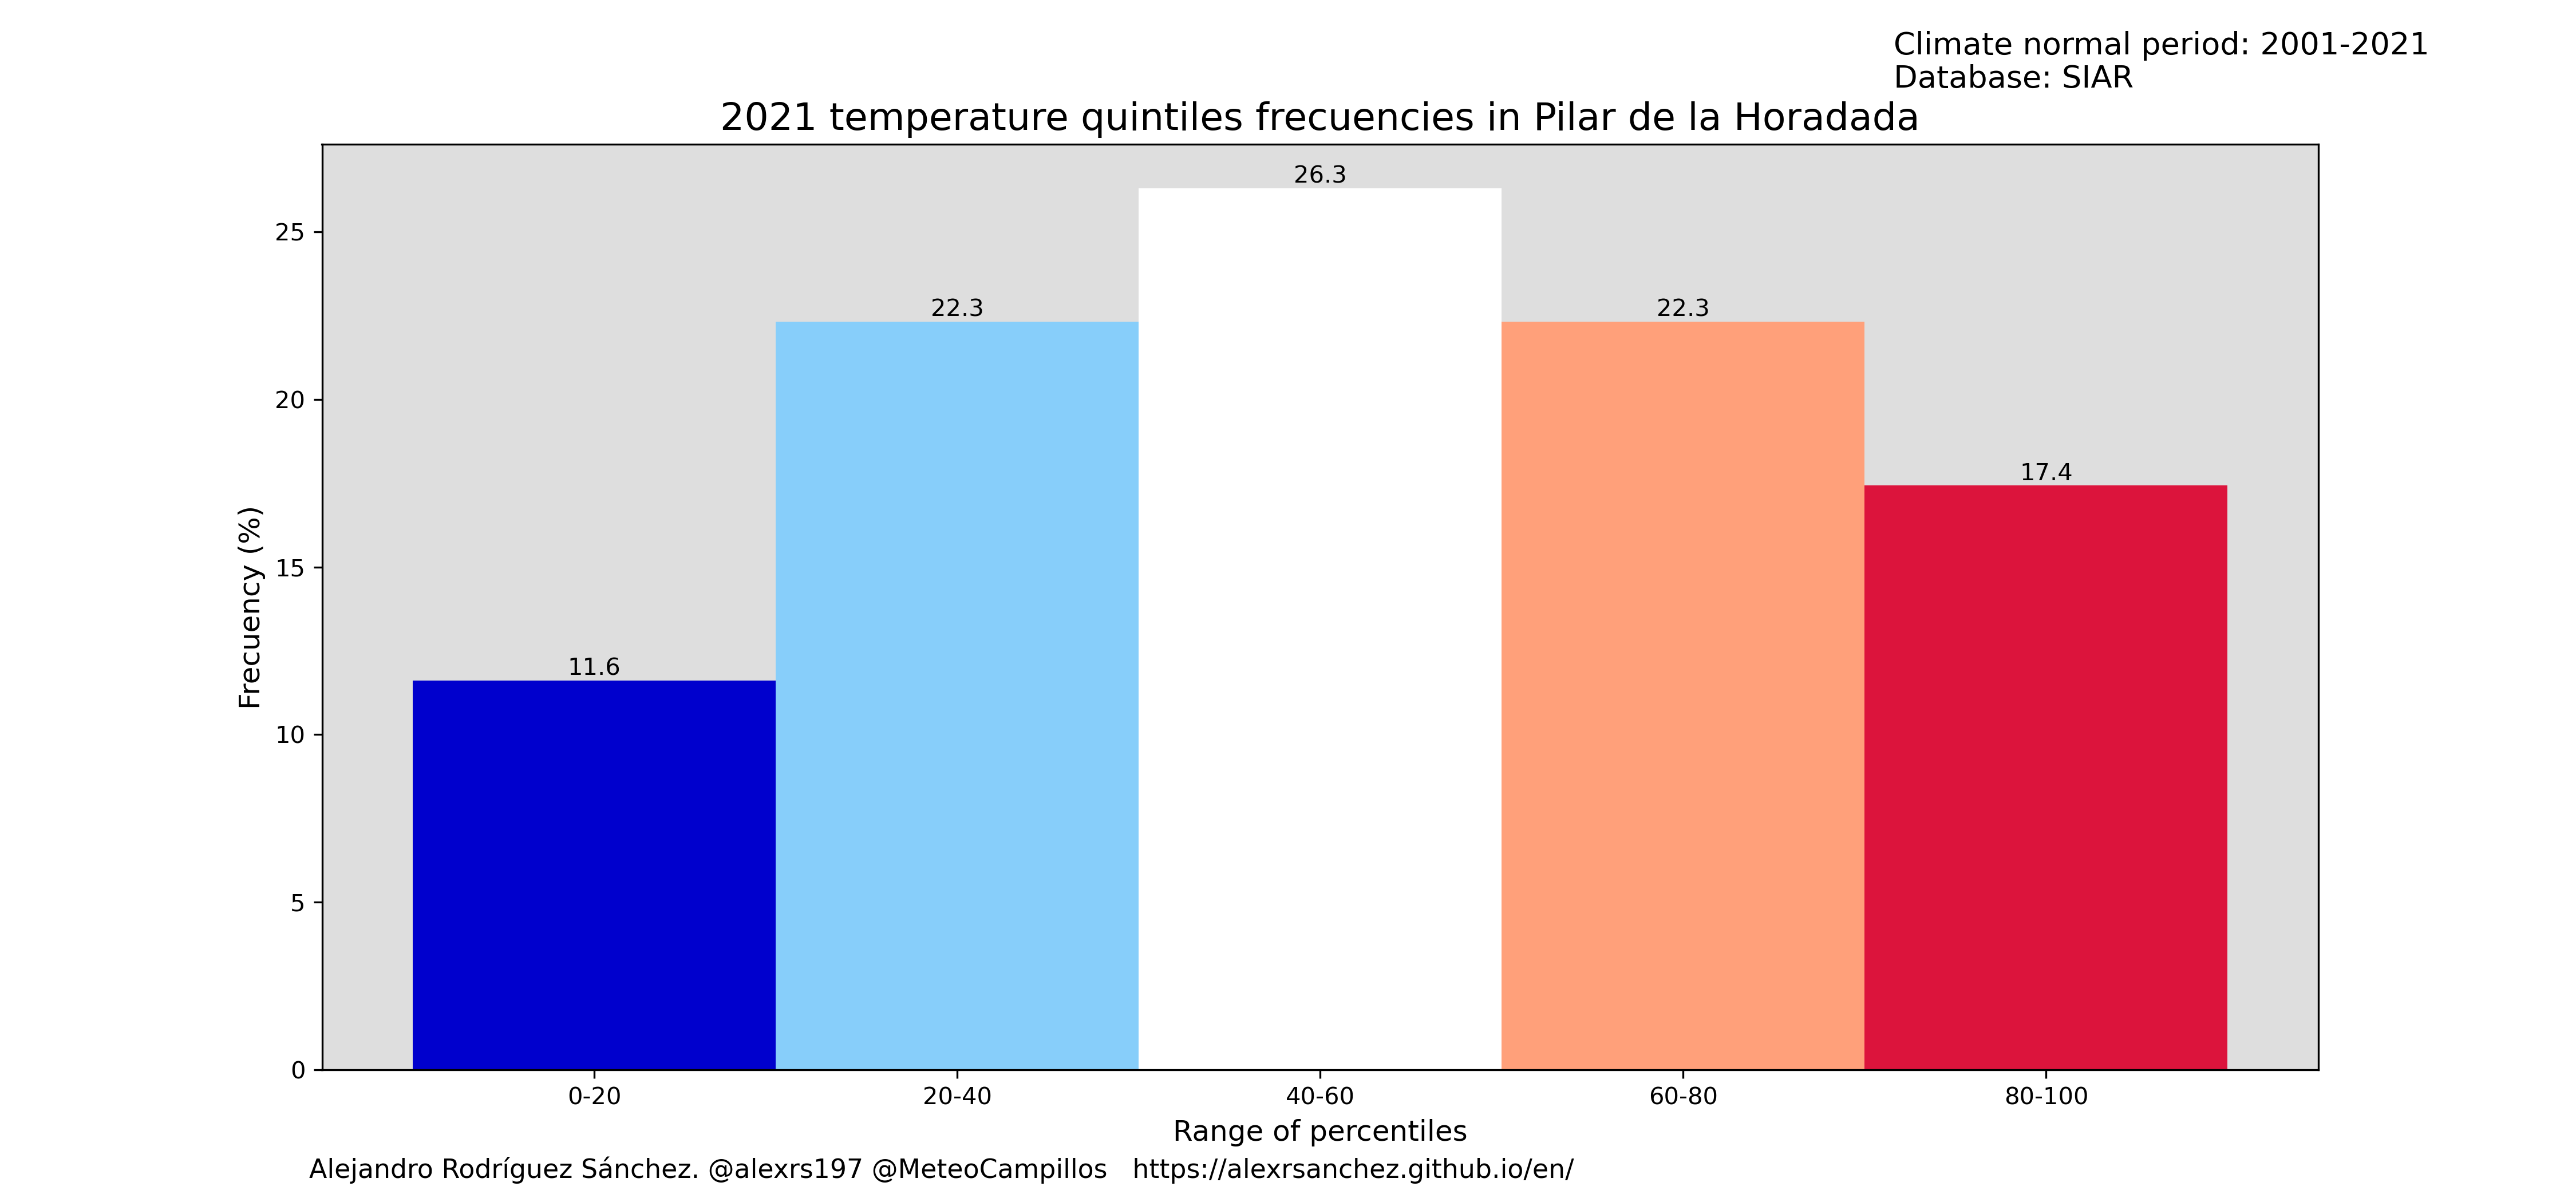 Climate normal period: 2001-2021
Database: SIAR
2021 temperature quintiles frecuencies in Pilar de la Horadada
26.3
25
22.3
22.3
20
17.4
Frecuency (%)
15
11.6
10
5
0
0-20
20-40
40-60
60-80
80-100
Range of percentiles
Alejandro Rodríguez Sánchez. @alexrs197 @MeteoCampillos https://alexrsanchez.github.io/en/